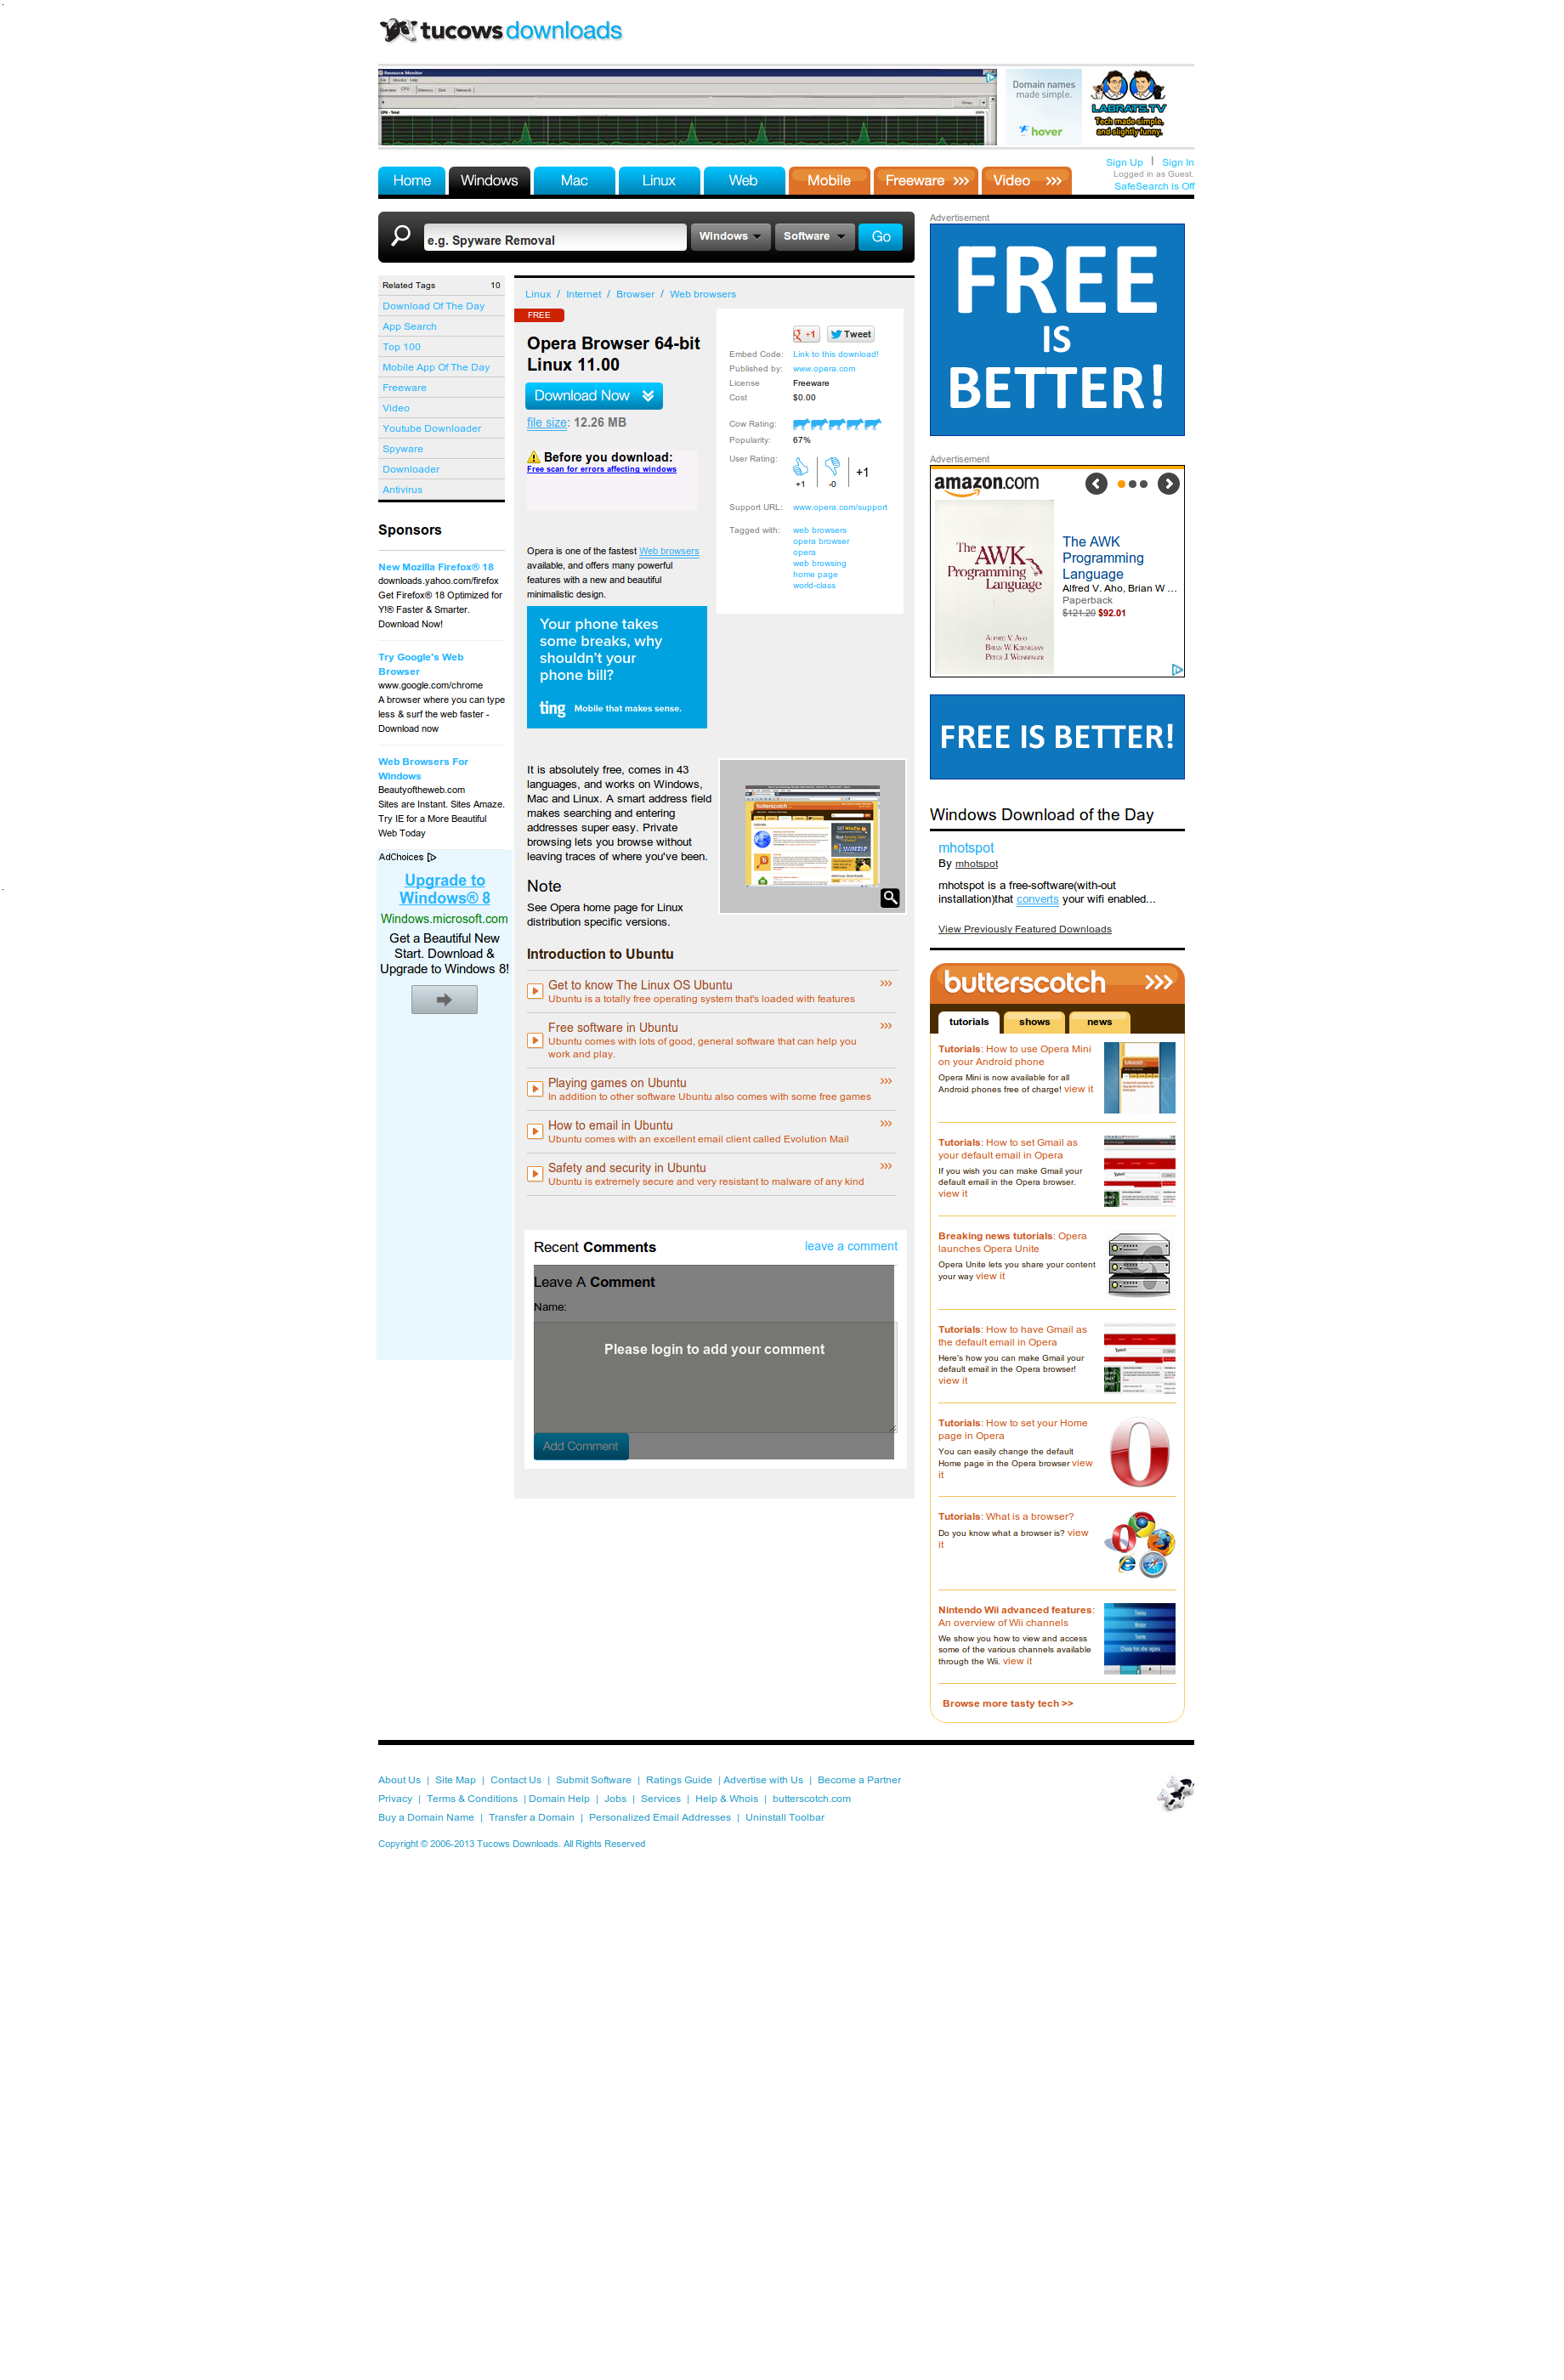 tucows downloads
Resource Monitor
File Monitor Help
Overview CPU Memory Disk Network
Domain names
made simple.
hover
LABRATS.TV
Tech made simple,
and slightly funny.
Sign Up | Sign In
Logged in as Guest.
SafeSearch is Off
Home Windows Mac Linux Web Mobile Freeware Video
e.g. Spyware Removal
Windows
Software
Go
Related Tags 10
Download Of The Day
App Search
Top 100
Mobile App Of The Day
Freeware
Video
Youtube Downloader
Spyware
Downloader
Antivirus
Sponsors
New Mozilla Firefox® 18
downloads.yahoo.com/firefox
Get Firefox® 18 Optimized for
Y!® Faster & Smarter.
Download Now!
Try Google's Web
Browser
www.google.com/chrome
A browser where you can type
less & surf the web faster -
Download now
Web Browsers For
Windows
Beautyoftheweb.com
Sites are Instant. Sites Amaze.
Try IE for a More Beautiful
Web Today
AdChoices
Upgrade to
Windows® 8
Windows.microsoft.com
Get a Beautiful New
Start. Download &
Upgrade to Windows 8!
Linux / Internet / Browser / Web browsers
FREE
Opera Browser 64-bit
Linux 11.00
Download Now
file size: 12.26 MB
Before you download:
Free scan for errors affecting windows
Opera is one of the fastest Web browsers
available, and offers many powerful
features with a new and beautiful
minimalistic design.
Your phone takes
some breaks, why
shouldn't your
phone bill?
ting Mobile that makes sense.
+1 Tweet
Embed Code: Link to this download!
Published by: www.opera.com
License Freeware
Cost $0.00
Cow Rating:
Popularity: 67%
User Rating: +1 -0 +1
Support URL: www.opera.com/support
Tagged with: web browsers
opera browser
opera
web browsing
home page
world-class
It is absolutely free, comes in 43
languages, and works on Windows,
Mac and Linux. A smart address field
makes searching and entering
addresses super easy. Private
browsing lets you browse without
leaving traces of where you've been.
butterscotch
Note
See Opera home page for Linux
distribution specific versions.
Introduction to Ubuntu
Get to know The Linux OS Ubuntu
Ubuntu is a totally free operating system that's loaded with features
Free software in Ubuntu
Ubuntu comes with lots of good, general software that can help you
work and play.
Playing games on Ubuntu
In addition to other software Ubuntu also comes with some free games
How to email in Ubuntu
Ubuntu comes with an excellent email client called Evolution Mail
Safety and security in Ubuntu
Ubuntu is extremely secure and very resistant to malware of any kind
Recent Comments leave a comment
Leave A Comment
Name:
Please login to add your comment
Add Comment
Advertisement
FREE
IS
BETTER!
Advertisement
amazon.com
The AWK
Programming
Language
Alfred V. Aho
Brian W. Kernighan
Peter J. Weinberger
The AWK
Programming
Language
Alfred V. Aho, Brian W ...
Paperback
$121.20 $92.01
FREE IS BETTER!
Windows Download of the Day
mhotspot
By mhotspot
mhotspot is a free-software(with-out
installation)that converts your wifi enabled...
View Previously Featured Downloads
butterscotch
tutorials shows news
Tutorials: How to use Opera Mini
on your Android phone
Opera Mini is now available for all
Android phones free of charge! view it
Tutorials: How to set Gmail as
your default email in Opera
If you wish you can make Gmail your
default email in the Opera browser.
view it
Breaking news tutorials: Opera
launches Opera Unite
Opera Unite lets you share your content
your way view it
Tutorials: How to have Gmail as
the default email in Opera
Here's how you can make Gmail your
default email in the Opera browser!
view it
Tutorials: How to set your Home
page in Opera
You can easily change the default
Home page in the Opera browser view
it
Tutorials: What is a browser?
Do you know what a browser is? view
it
Nintendo Wii advanced features:
An overview of Wii channels
We show you how to view and access
some of the various channels available
through the Wii. view it
Browse more tasty tech >>
About Us | Site Map | Contact Us | Submit Software | Ratings Guide | Advertise with Us | Become a Partner
Privacy | Terms & Conditions | Domain Help | Jobs | Services | Help & Whois | butterscotch.com
Buy a Domain Name | Transfer a Domain | Personalized Email Addresses | Uninstall Toolbar
Copyright © 2006-2013 Tucows Downloads. All Rights Reserved